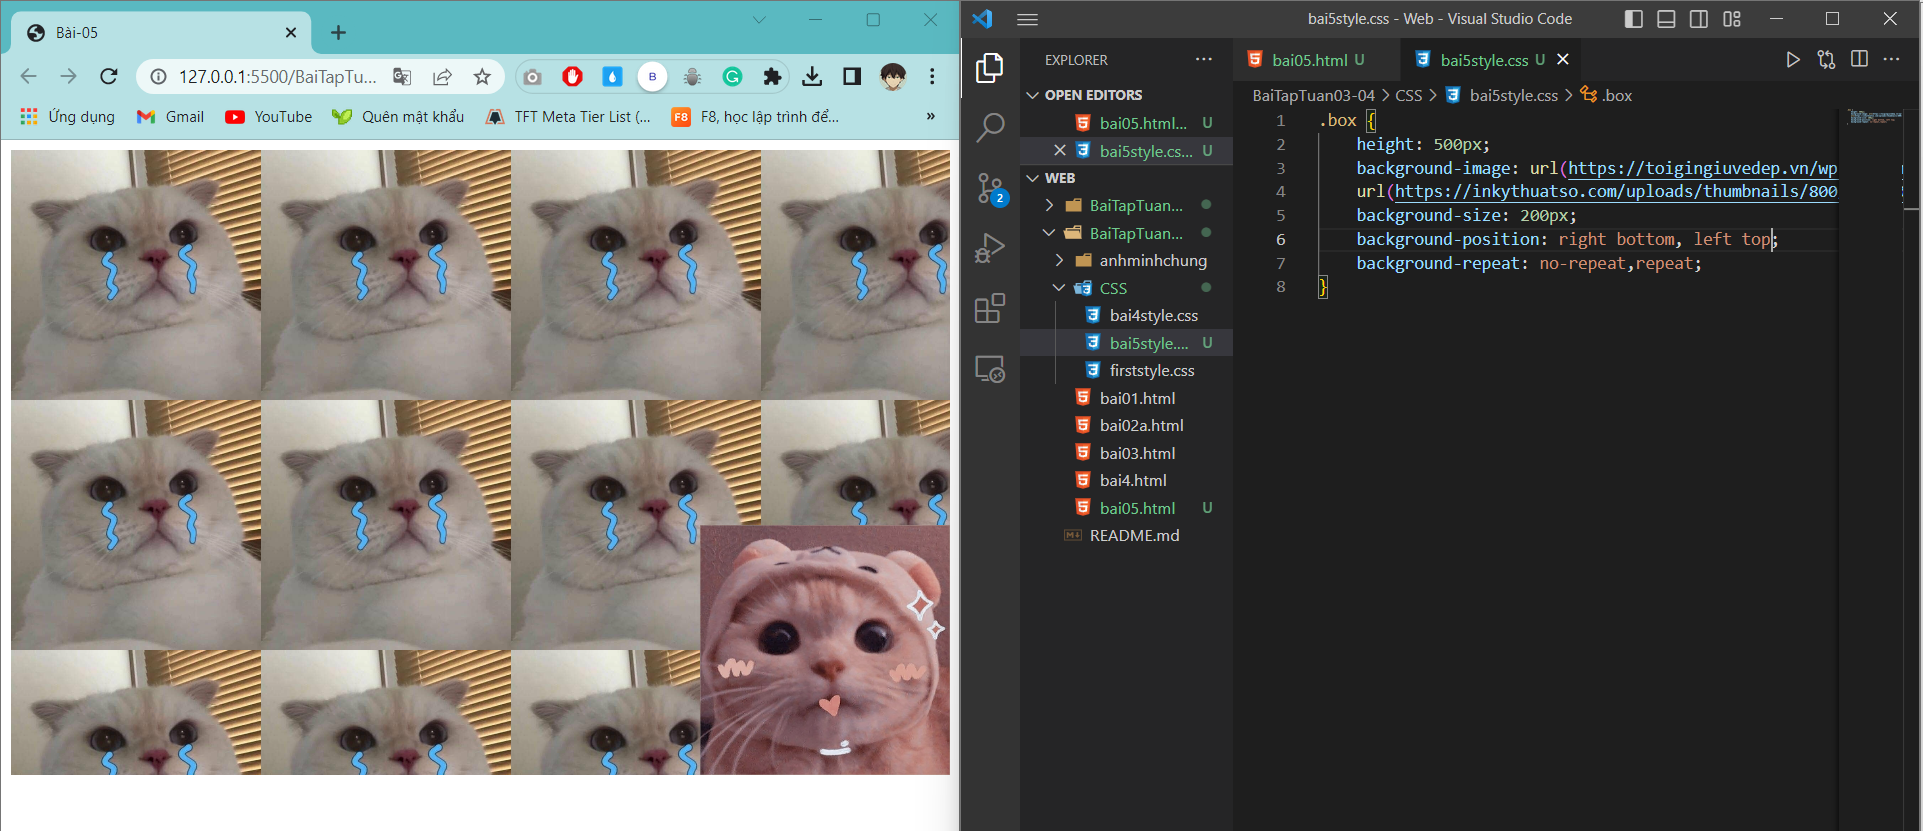 Bài-05
127.0.0.1:5500/BaiTapTu...
Ứng dụng
Gmail
YouTube
Quên mật khẩu
TFT Meta Tier List (...
F8
F8, học lập trình để...
»
bai5style.css - Web - Visual Studio Code
EXPLORER
OPEN EDITORS
bai05.html... U
bai5style.cs... U
WEB
BaiTapTuan...
BaiTapTuan...
anhminhchung
CSS
bai4style.css
bai5style.... U
firststyle.css
bai01.html
bai02a.html
bai03.html
bai4.html
bai05.html U
README.md
2
bai05.html U
bai5style.css U
BaiTapTuan03-04 > CSS > bai5style.css > .box
1 .box {
2 height: 500px;
3 background-image: url(https://toigingiuvedep.vn/wp
4 url(https://inkythuatso.com/uploads/thumbnails/800
5 background-size: 200px;
6 background-position: right bottom, left top;
7 background-repeat: no-repeat,repeat;
8 }